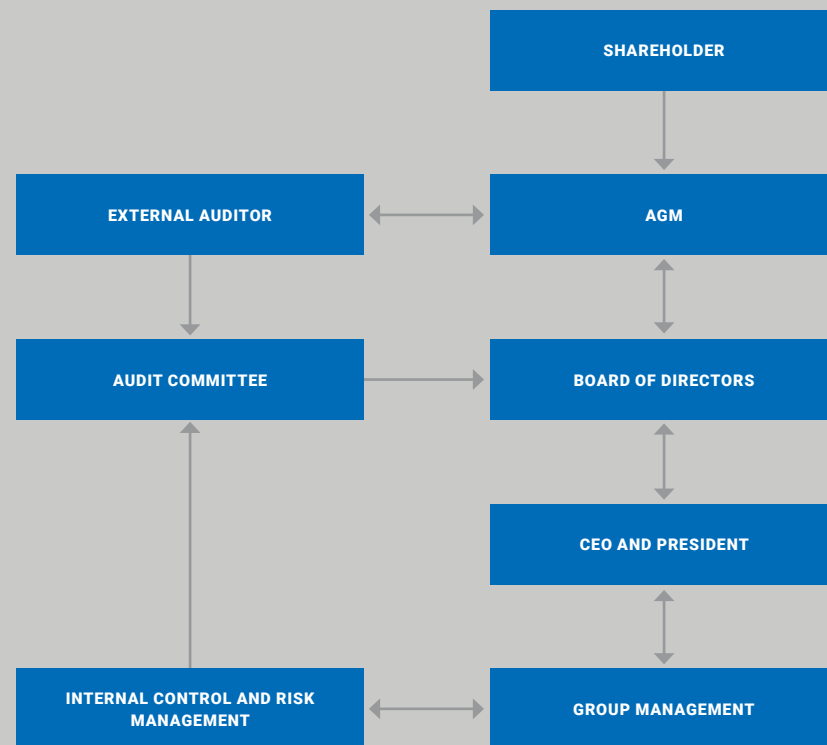 SHAREHOLDER
EXTERNAL AUDITOR
AGM
AUDIT COMMITTEE
BOARD OF DIRECTORS
CEO AND PRESIDENT
INTERNAL CONTROL AND RISK
MANAGEMENT
GROUP MANAGEMENT